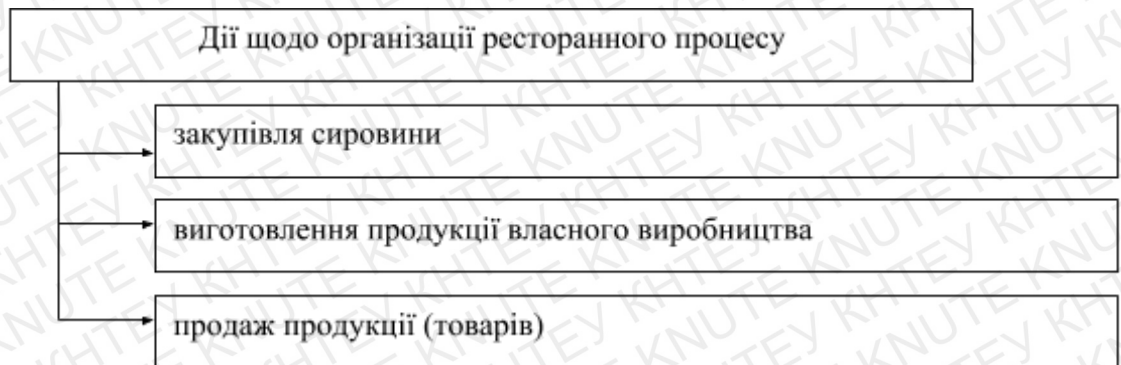 Дії щодо організації ресторанного процесу
закупівля сировини
виготовлення продукції власного виробництва
продаж продукції (товарів)